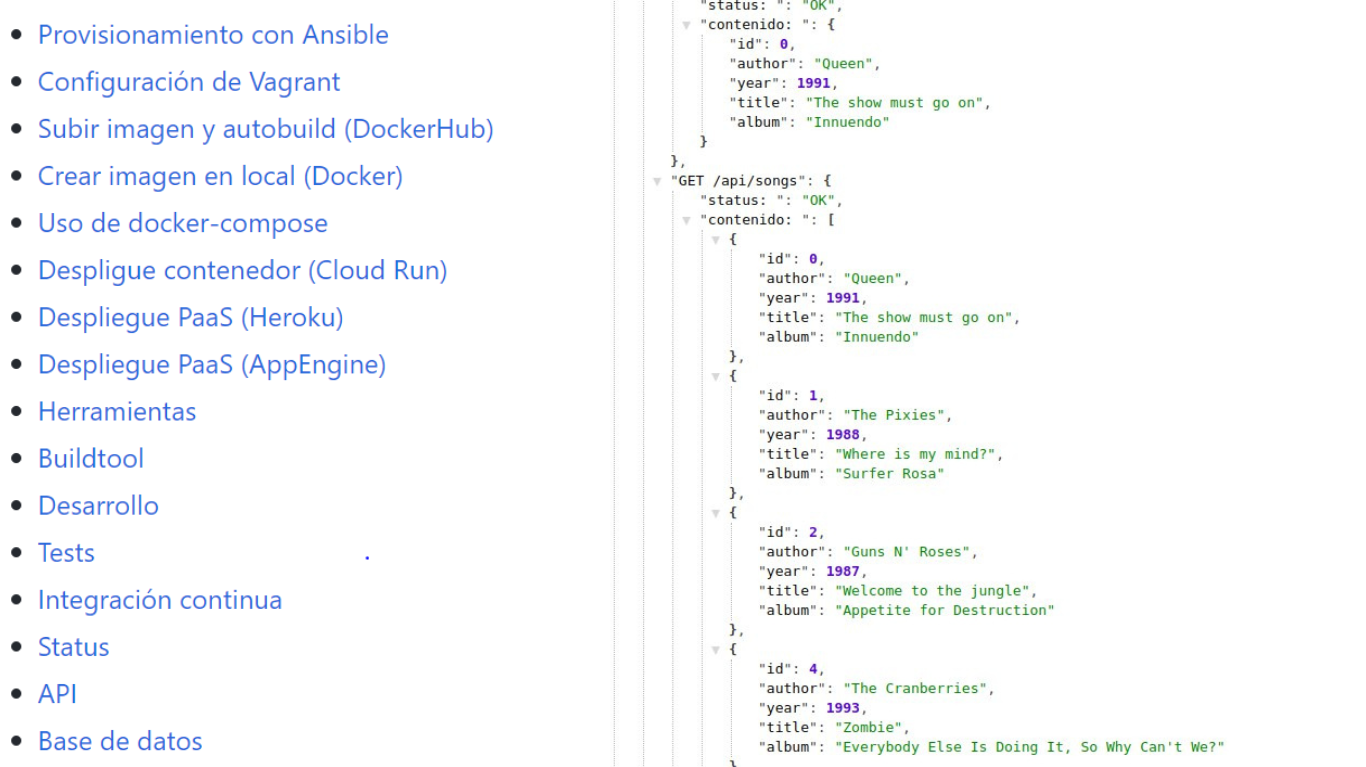 Provisionamiento con Ansible
Configuración de Vagrant
Subir imagen y autobuild (DockerHub)
Crear imagen en local (Docker)
Uso de docker-compose
Despligue contenedor (Cloud Run)
Despliegue PaaS (Heroku)
Despliegue PaaS (AppEngine)
Herramientas
Buildtool
Desarrollo
Tests
Integración continua
Status
API
Base de datos
"status: ": "OK",
"contenido: ": {
"id": 0,
"author": "Queen",
"year": 1991,
"title": "The show must go on",
"album": "Innuendo"
}
},
"GET /api/songs": {
"status: ": "OK",
"contenido: ": [
{
"id": 0,
"author": "Queen",
"year": 1991,
"title": "The show must go on",
"album": "Innuendo"
},
{
"id": 1,
"author": "The Pixies",
"year": 1988,
"title": "Where is my mind?",
"album": "Surfer Rosa"
},
{
"id": 2,
"author": "Guns N' Roses",
"year": 1987,
"title": "Welcome to the jungle",
"album": "Appetite for Destruction"
},
{
"id": 4,
"author": "The Cranberries",
"year": 1993,
"title": "Zombie",
"album": "Everybody Else Is Doing It, So Why Can't We?"
}